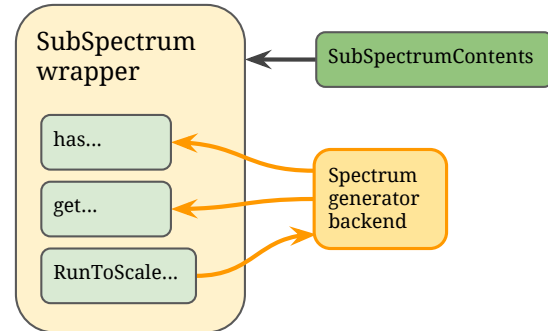 SubSpectrum
wrapper
SubSpectrumContents
has...
get...
RunToScale...
Spectrum
generator
backend